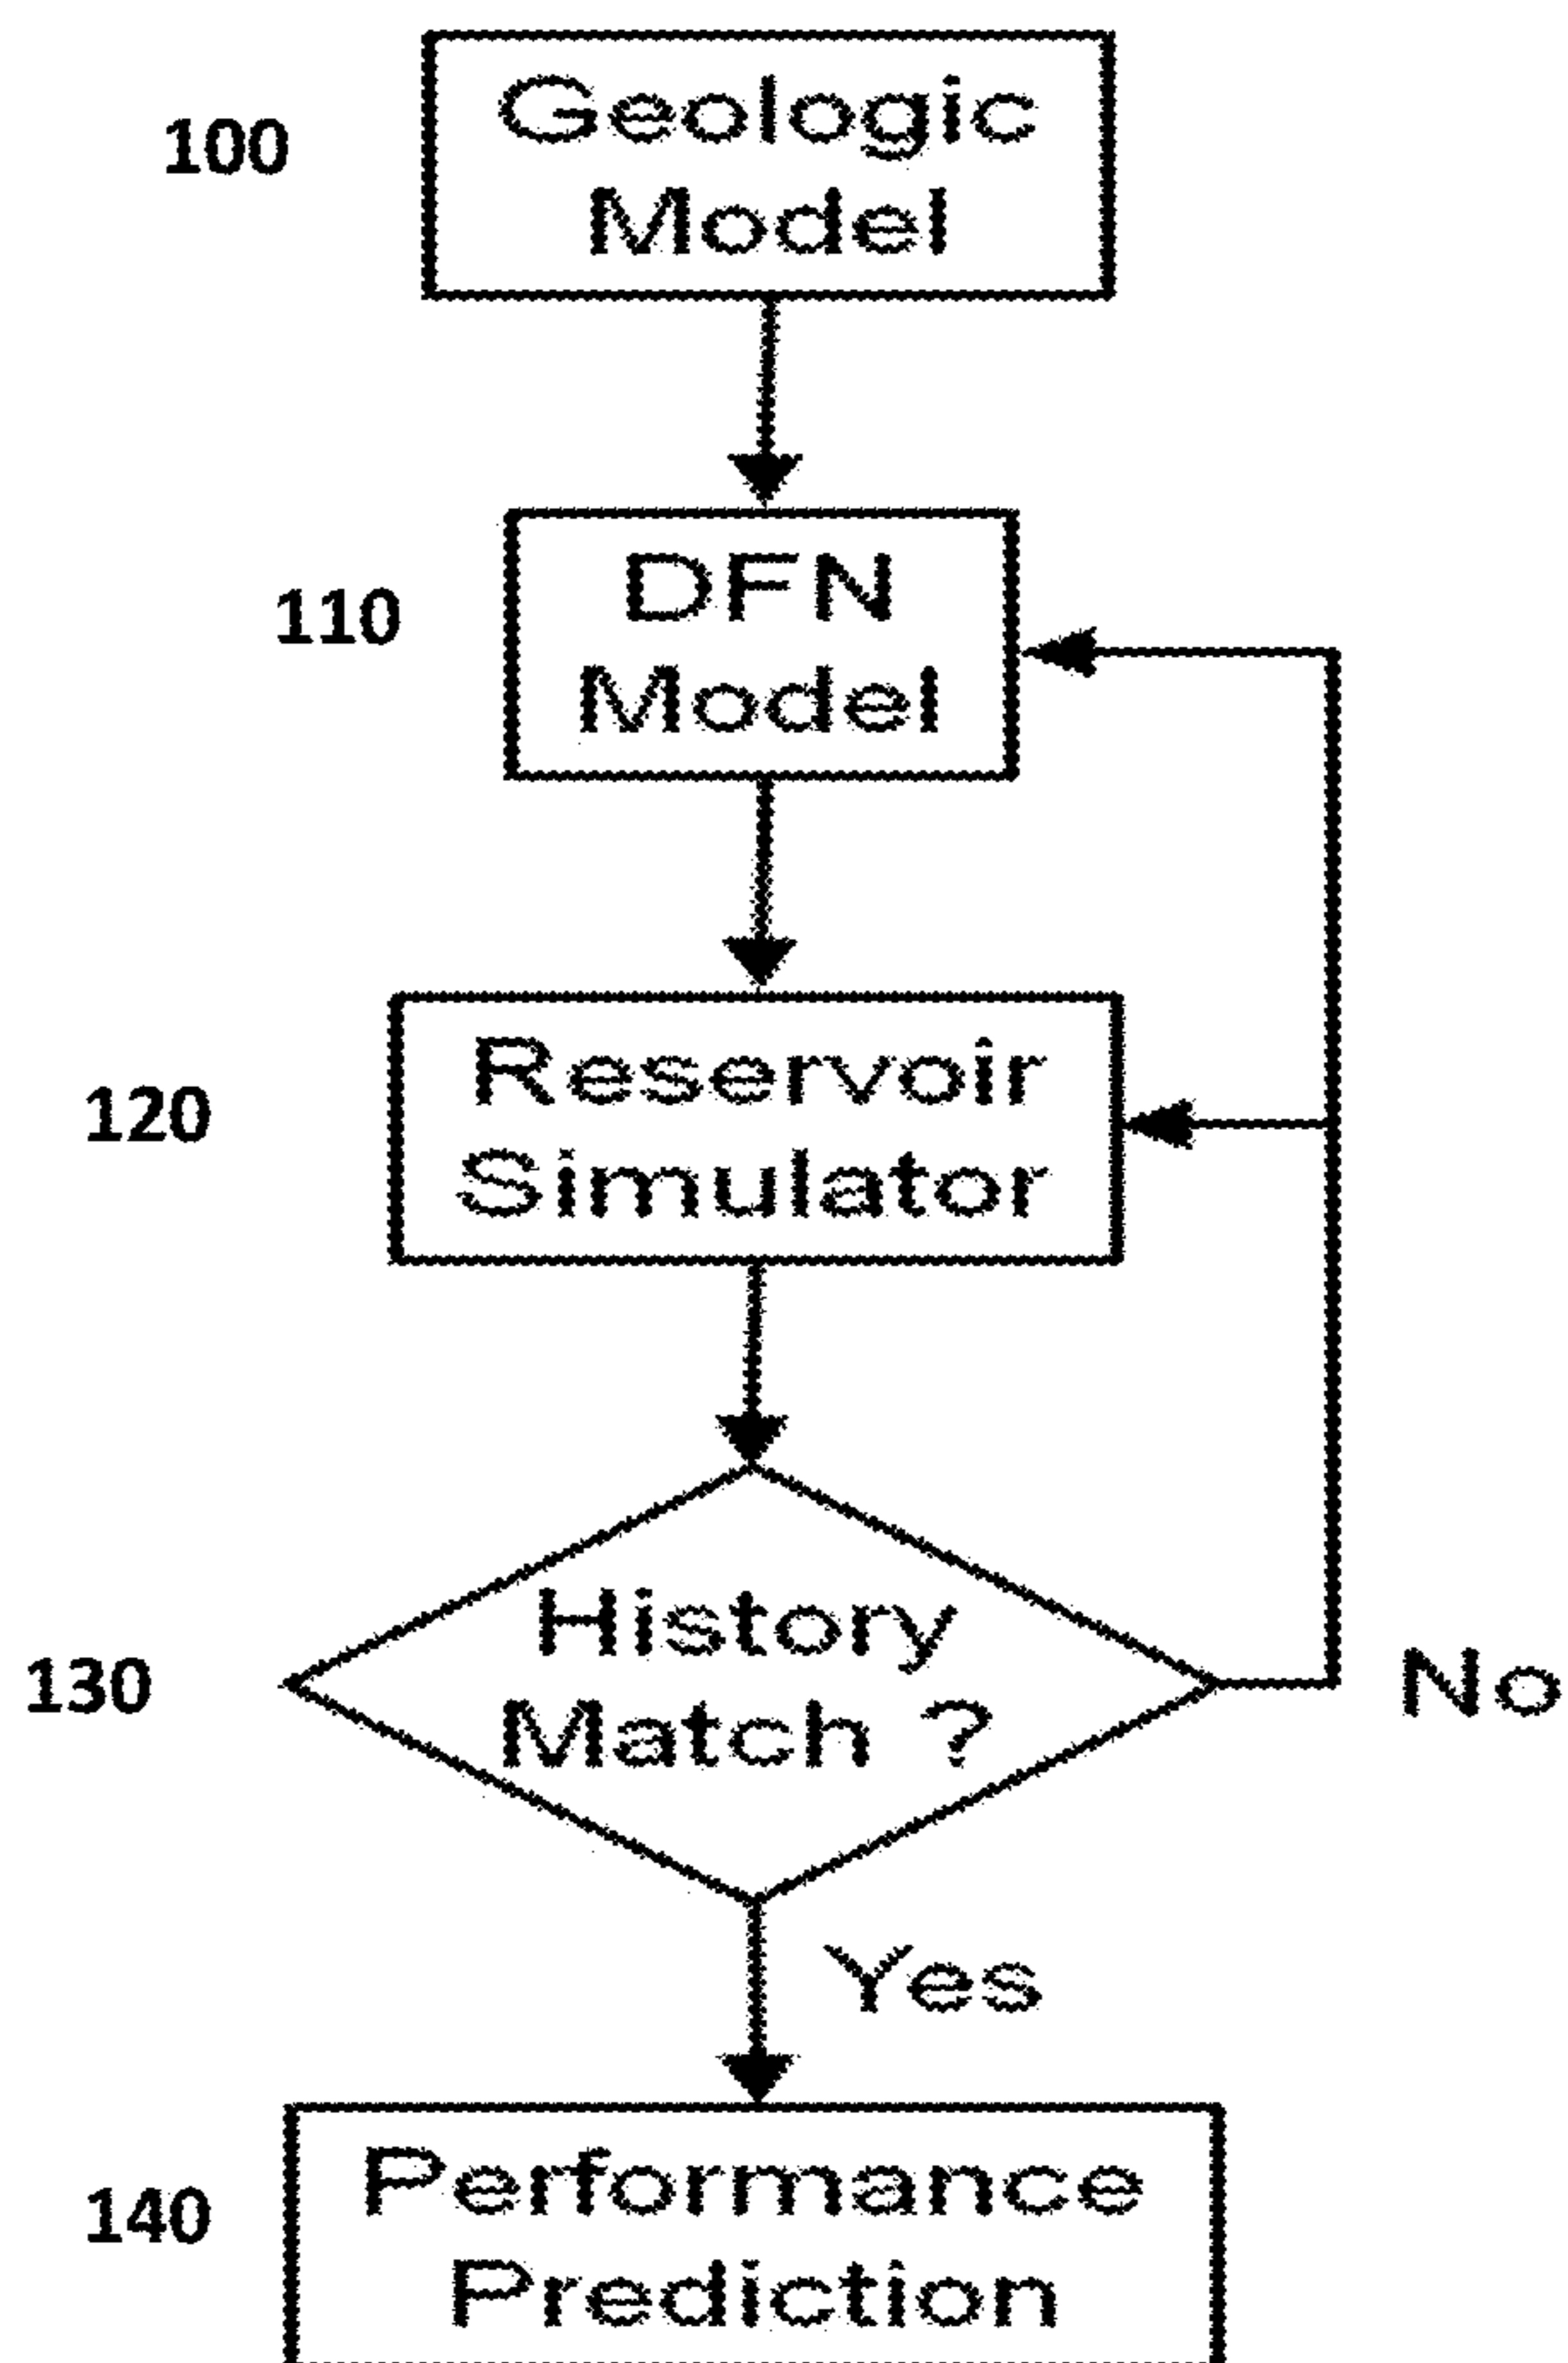 100
Geologic
Model
110
DFN
Model
120
Reservoir
Simulator
130
History
Match ?
No
Yes
140
Performance
Prediction